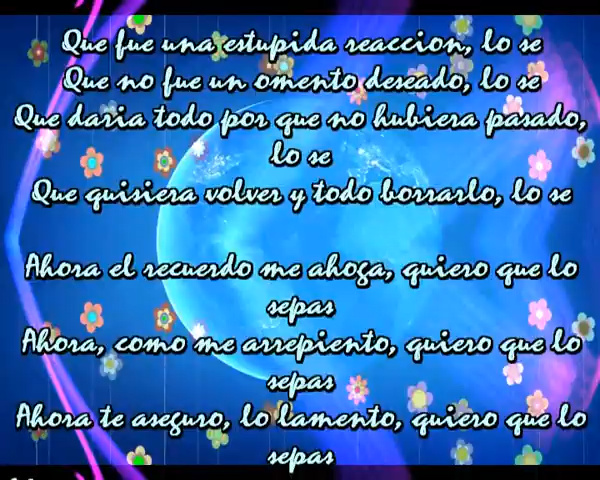 Que fue una estupida reaccion, lo se
Que no fue un omento deseado, lo se
Que daria todo por que no hubiera pasado,
lo se
Que quisiera volver y todo borrarlo, lo se
Ahora el recuerdo me ahoga, quiero que lo
sepas
Ahora, como me arrepiento, quiero que lo
sepas
Ahora te aseguro, lo lamento, quiero que lo
sepas